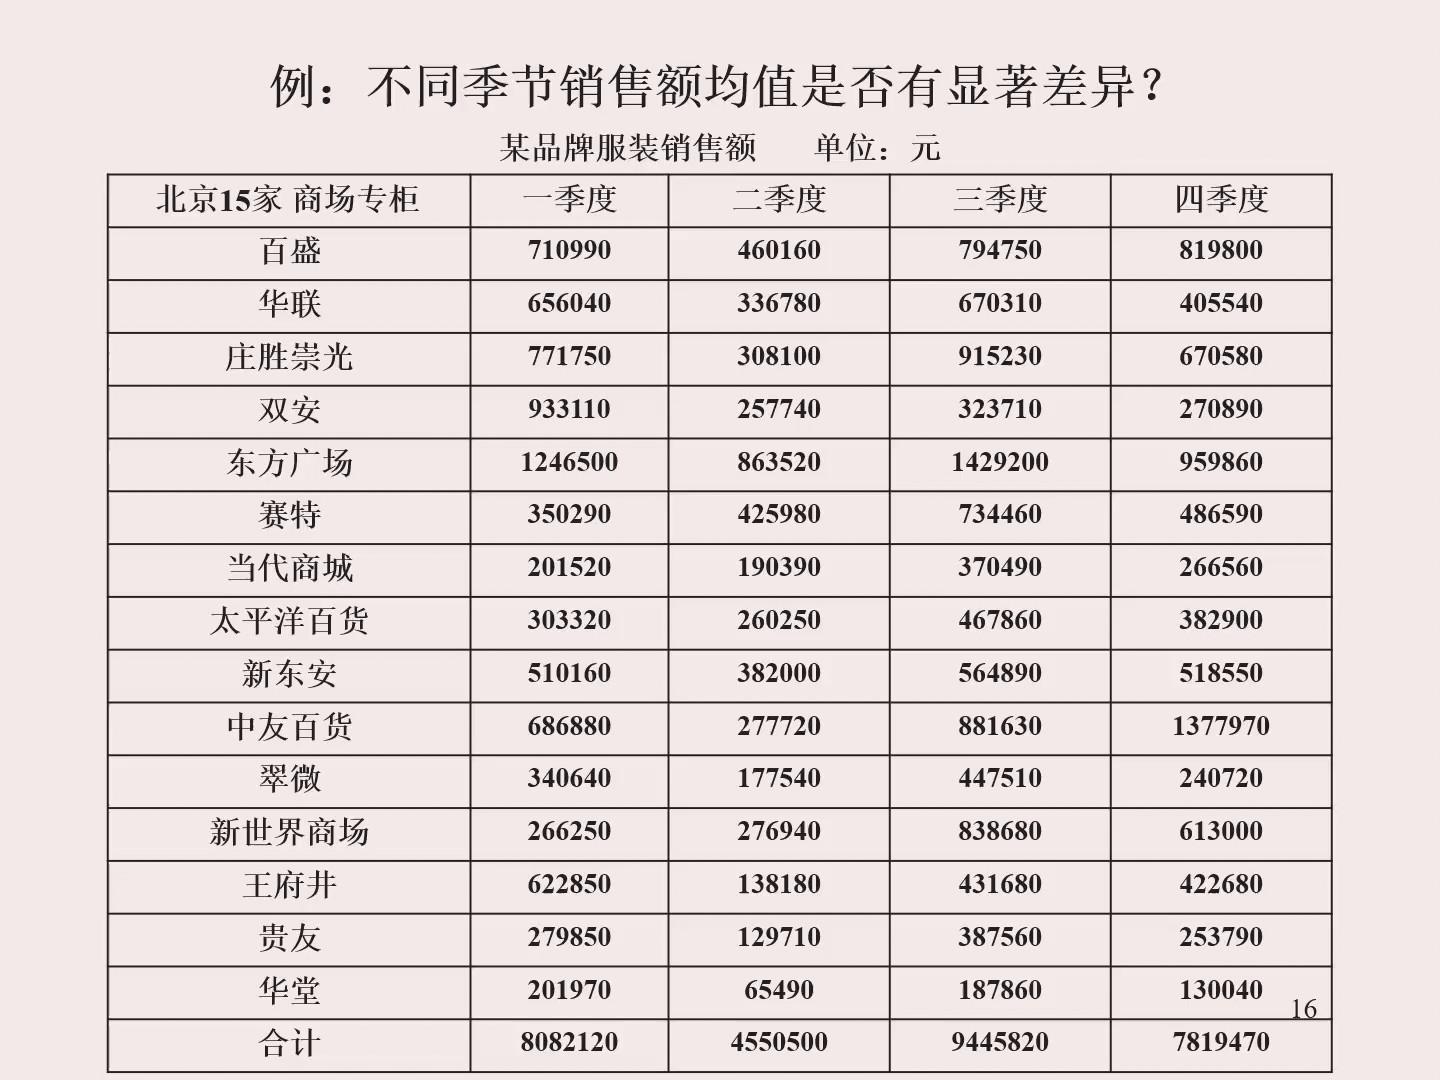 例：不同季节销售额均值是否有显著差异？
某品牌服装销售额 单位：元
北京15家 商场专柜 一季度 二季度 三季度 四季度
百盛 710990 460160 794750 819800
华联 656040 336780 670310 405540
庄胜崇光 771750 308100 915230 670580
双安 933110 257740 323710 270890
东方广场 1246500 863520 1429200 959860
赛特 350290 425980 734460 486590
当代商城 201520 190390 370490 266560
太平洋百货 303320 260250 467860 382900
新东安 510160 382000 564890 518550
中友百货 686880 277720 881630 1377970
翠微 340640 177540 447510 240720
新世界商场 266250 276940 838680 613000
王府井 622850 138180 431680 422680
贵友 279850 129710 387560 253790
华堂 201970 65490 187860 130040
16
合计 8082120 4550500 9445820 7819470